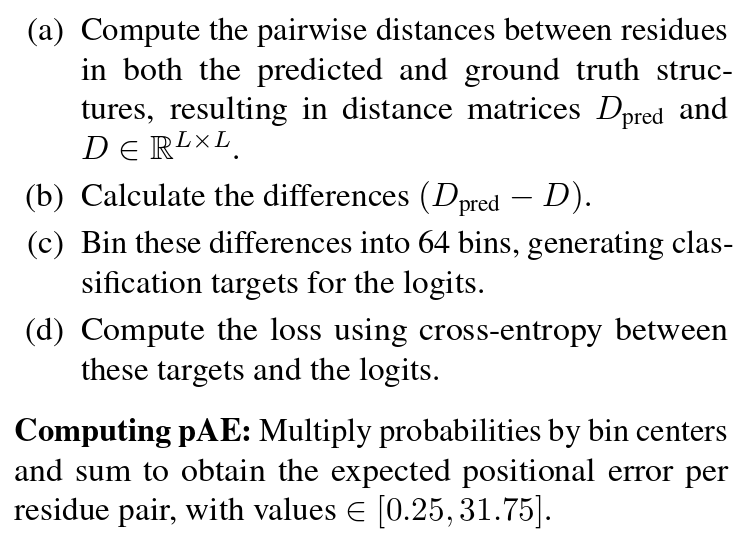 (a) Compute the pairwise distances between residues
in both the predicted and ground truth struc-
tures, resulting in distance matrices $D_{\text{pred}}$ and
$D \in \mathbb{R}^{L \times L}$.
(b) Calculate the differences $(D_{\text{pred}} - D)$.
(c) Bin these differences into 64 bins, generating clas-
sification targets for the logits.
(d) Compute the loss using cross-entropy between
these targets and the logits.
Computing pAE: Multiply probabilities by bin centers
and sum to obtain the expected positional error per
residue pair, with values $\in [0.25, 31.75]$.